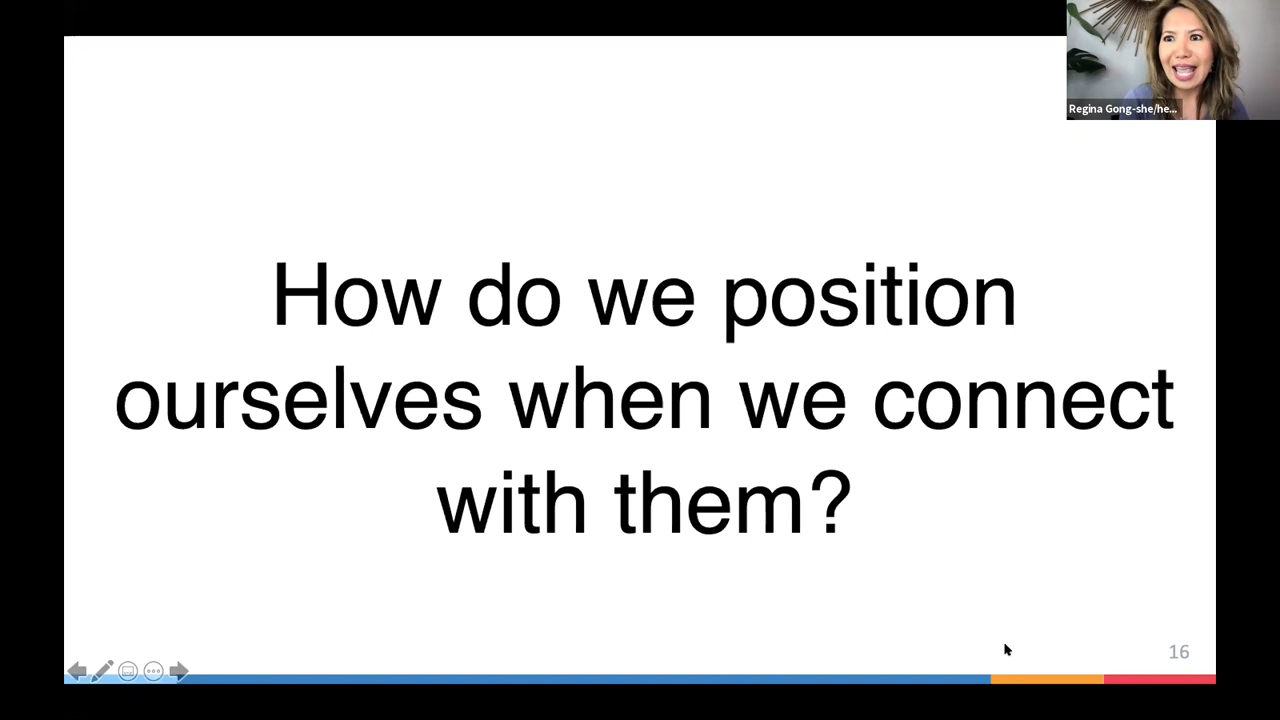 Regina Gong-she/he...
How do we position
ourselves when we connect
with them?
16